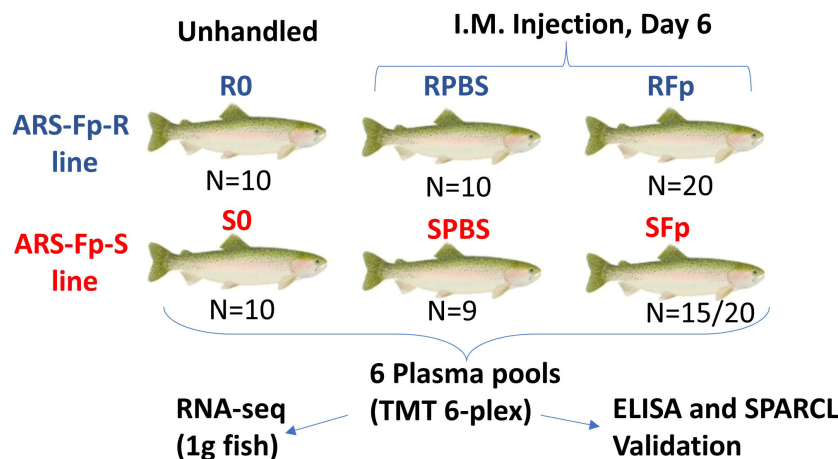 Unhandled
I.M. Injection, Day 6
R0
RPBS
RFp
ARS-Fp-R
line
N=10
N=10
N=20
S0
SPBS
SFp
ARS-Fp-S
line
N=10
N=9
N=15/20
6 Plasma pools
(TMT 6-plex)
RNA-seq
(1g fish)
ELISA and SPARCL
Validation